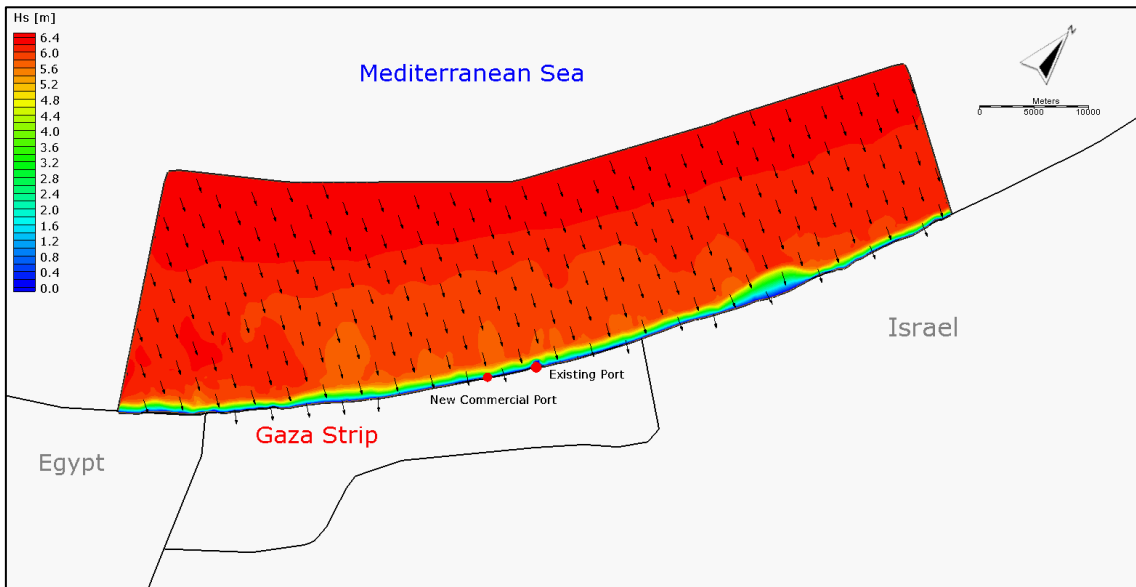 Hs [m]
6.4
6.0
5.6
5.2
4.8
4.4
4.0
3.6
3.2
2.8
2.4
2.0
1.6
1.2
0.8
0.4
0.0
Mediterranean Sea
N
Meters
0 5000 10000
Israel
Existing Port
New Commercial Port
Gaza Strip
Egypt